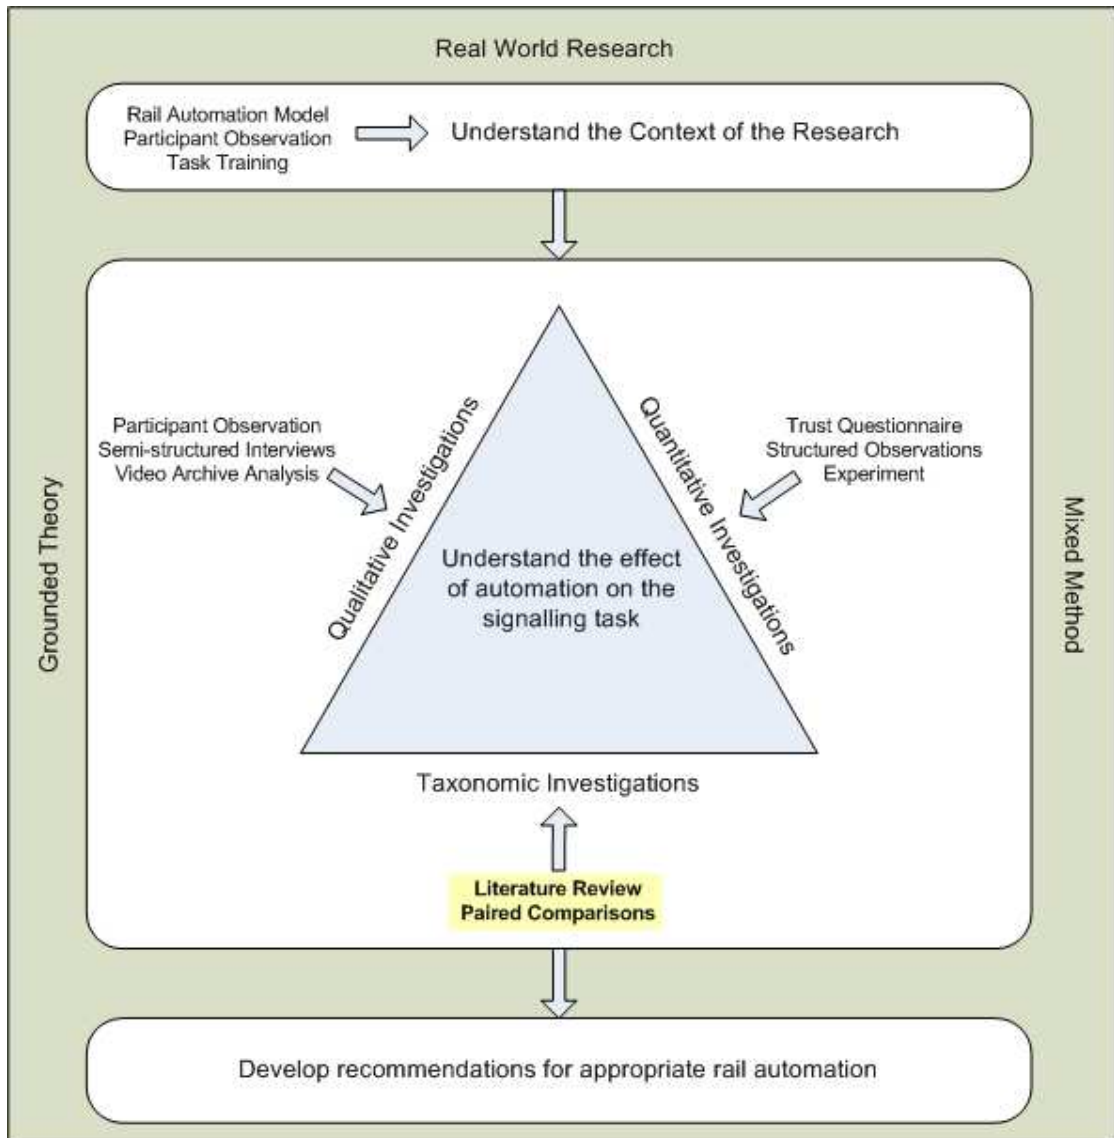 Real World Research
Rail Automation Model
Participant Observation
Task Training
Understand the Context of the Research
Grounded Theory
Participant Observation
Semi-structured Interviews
Video Archive Analysis
Qualitative Investigations
Understand the effect
of automation on the
signalling task
Quantitative Investigations
Trust Questionnaire
Structured Observations
Experiment
Mixed Method
Taxonomic Investigations
Literature Review
Paired Comparisons
Develop recommendations for appropriate rail automation